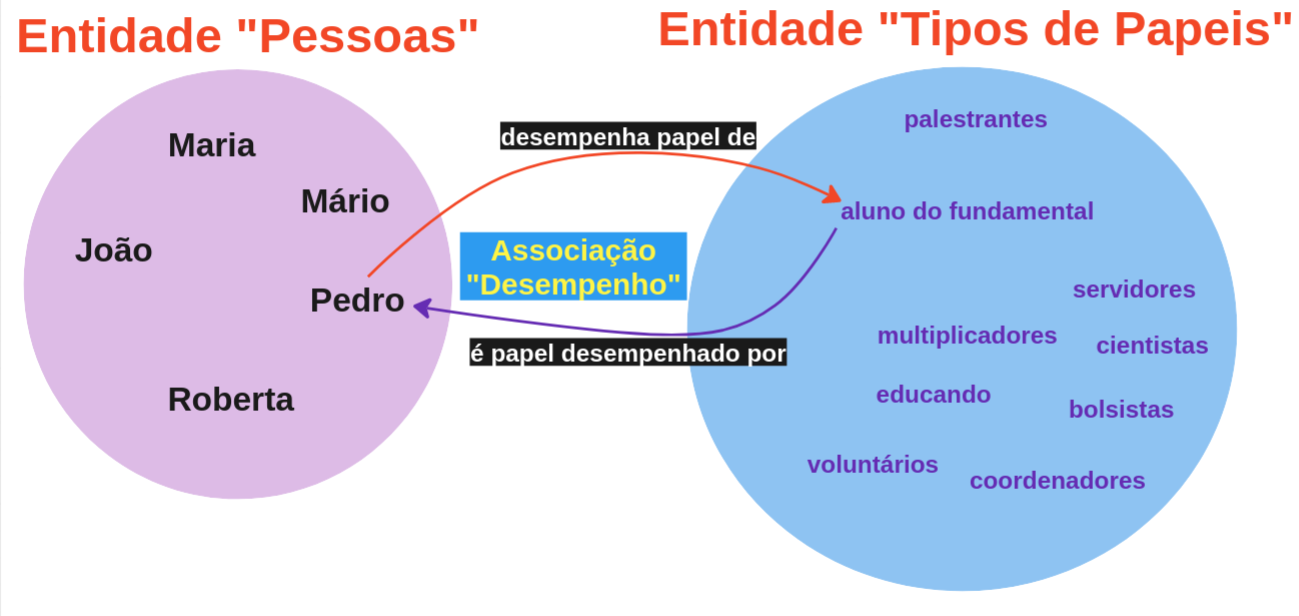 Entidade "Pessoas"
Entidade "Tipos de Papeis"
Maria
Mário
João
Pedro
Roberta
desempenha papel de
Associação
"Desempenho"
é papel desempenhado por
palestrantes
aluno do fundamental
servidores
multiplicadores
cientistas
educando
bolsistas
voluntários
coordenadores